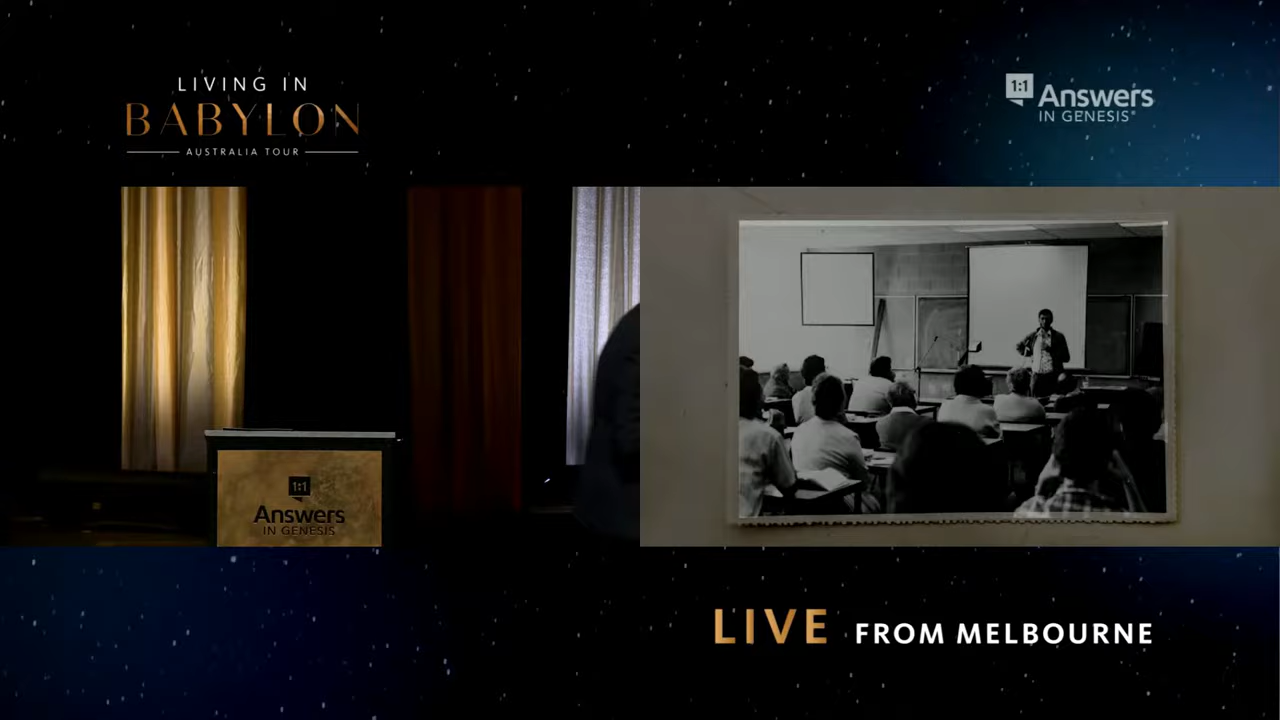 LIVING IN
BABYLON
AUSTRALIA TOUR
1:1
Answers
IN GENESIS®
1:1
Answers
IN GENESIS
LIVE FROM MELBOURNE